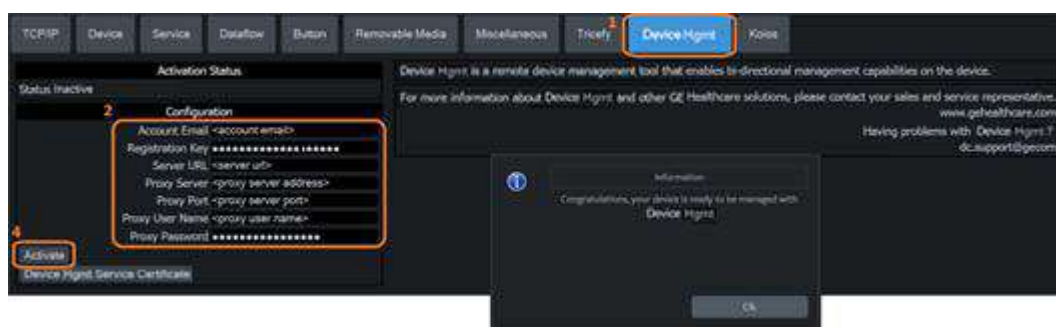 TCP/IP Device Service Dataflow Button Removable Media Miscellaneous Tricefy Device Mgmt Koios
1
Activation Status
Status Inactive
2
Configuration
Account Email <account email>
Registration Key
Server URL <server url>
Proxy Server <proxy server address>
Proxy Port <proxy server port>
Proxy User Name <proxy user name>
Proxy Password
4
Activate
Device Mgmt Service Certificate
Device Mgmt is a remote device management tool that enables bi-directional management capabilities on the device.
For more information about Device Mgmt and other GE Healthcare solutions, please contact your sales and service representative.
www.gehealthcare.com
Having problems with Device Mgmt?
dc.support@gecom
Information
Congratulations, your device is ready to be managed with
Device Mgmt
Ok